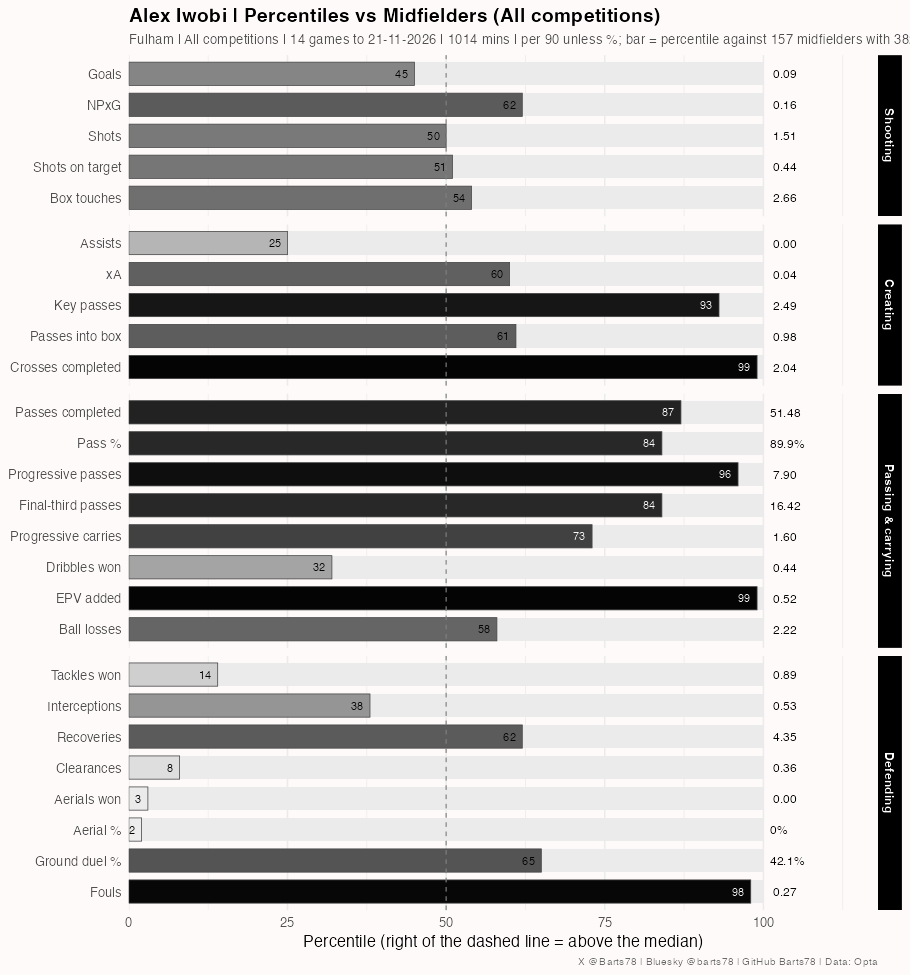 Alex Iwobi | Percentiles vs Midfielders (All competitions)
Fulham | All competitions | 14 games to 21-11-2026 | 1014 mins | per 90 unless %; bar = percentile against 157 midfielders with 38
Goals 45 0.09
NPxG 62 0.16
Shots 50 1.51
Shots on target 51 0.44
Box touches 54 2.66
Shooting
Assists 25 0.00
xA 60 0.04
Key passes 93 2.49
Passes into box 61 0.98
Crosses completed 99 2.04
Creating
Passes completed 87 51.48
Pass % 84 89.9%
Progressive passes 96 7.90
Final-third passes 84 16.42
Progressive carries 73 1.60
Dribbles won 32 0.44
EPV added 99 0.52
Ball losses 58 2.22
Passing & carrying
Tackles won 14 0.89
Interceptions 38 0.53
Recoveries 62 4.35
Clearances 8 0.36
Aerials won 3 0.00
Aerial % 2 0%
Ground duel % 65 42.1%
Fouls 98 0.27
Defending
0 25 50 75 100
Percentile (right of the dashed line = above the median)
X @Barts78 | Bluesky @barts78 | GitHub Barts78 | Data: Opta